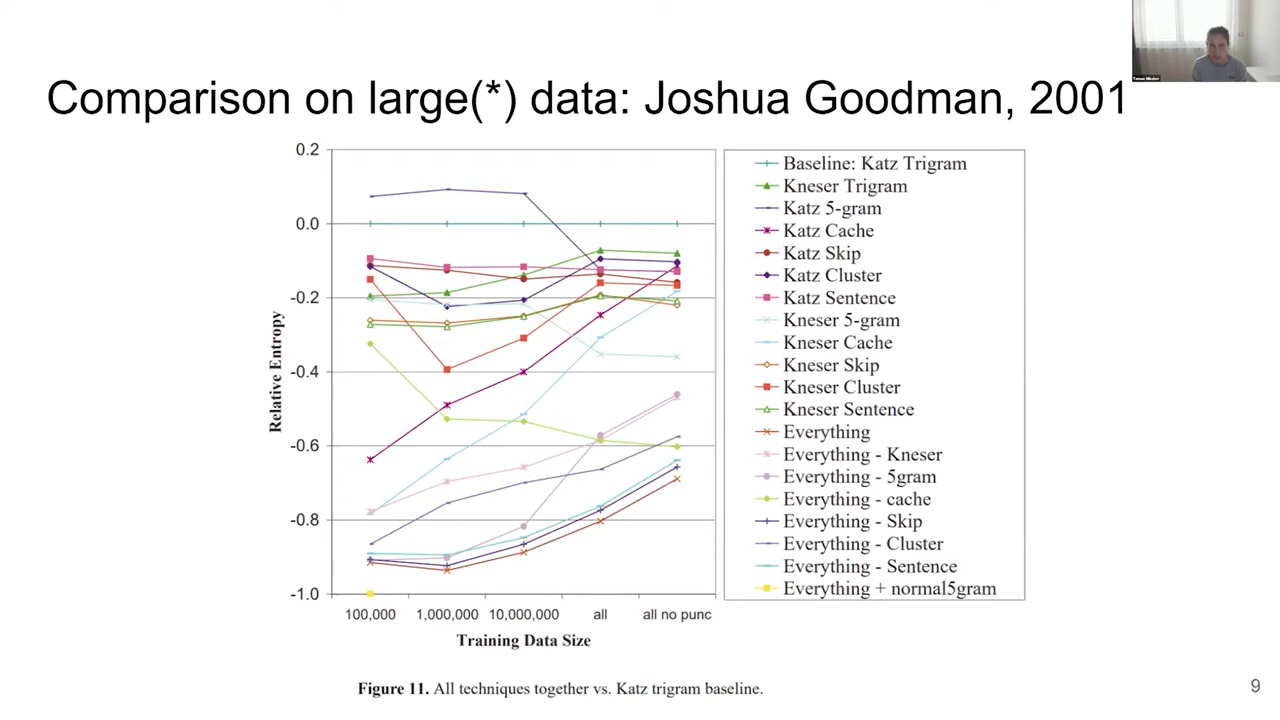 Tomas Mikolov
Comparison on large(*) data: Joshua Goodman, 2001
0.2
0.0
-0.2
-0.4
-0.6
-0.8
-1.0
Relative Entropy
100,000
1,000,000
10,000,000
all
all no punc
Training Data Size
Baseline: Katz Trigram
Kneser Trigram
Katz 5-gram
Katz Cache
Katz Skip
Katz Cluster
Katz Sentence
Kneser 5-gram
Kneser Cache
Kneser Skip
Kneser Cluster
Kneser Sentence
Everything
Everything - Kneser
Everything - 5gram
Everything - cache
Everything - Skip
Everything - Cluster
Everything - Sentence
Everything + normal5gram
Figure 11. All techniques together vs. Katz trigram baseline.
9